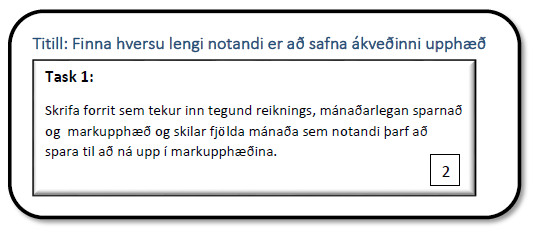 Titill: Finna hversu lengi notandi er að safna ákveðinni upphæð
Task 1:
Skrifa forrit sem tekur inn tegund reiknings, mánaðarlegan sparnað
og markupphæð og skilar fjölda mánaða sem notandi þarf að
spara til að ná upp í markupphæðina.
2